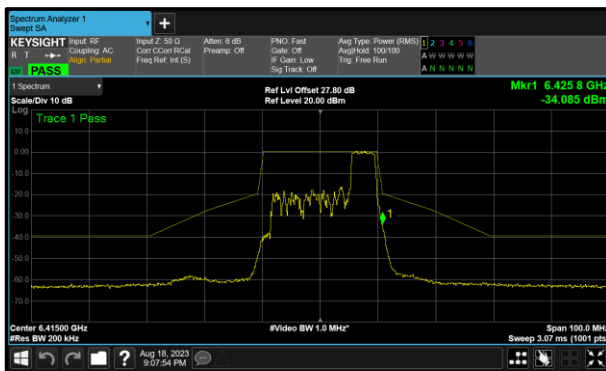 Spectrum Analyzer 1
Swept SA
KEYSIGHT
R T
PASS
Input: RF
Coupling: AC
Align: Partial
Input Z: 50 Ω
Corr CCorr RCal
Freq Ref: Int (S)
Atten: 6 dB
Preamp: Off
PNO: Fast
Gate: Off
IF Gain: Low
Sig Track: Off
Avg Type: Power (RMS)
Avg|Hold: 100/100
Trig: Free Run
1 2 3 4 5 6
A W W W W W
A N N N N N
1 Spectrum
Scale/Div 10 dB
Ref Lvl Offset 27.80 dB
Ref Level 20.00 dBm
Mkr1 6.425 8 GHz
-34.085 dBm
Log
Trace 1 Pass
10.0
0.00
-10.0
-20.0
-30.0
-40.0
-50.0
-60.0
-70.0
1
Center 6.41500 GHz
#Res BW 200 kHz
#Video BW 1.0 MHz*
Span 100.0 MHz
Sweep 3.07 ms (1001 pts)
?
Aug 18, 2023
9:07:54 PM